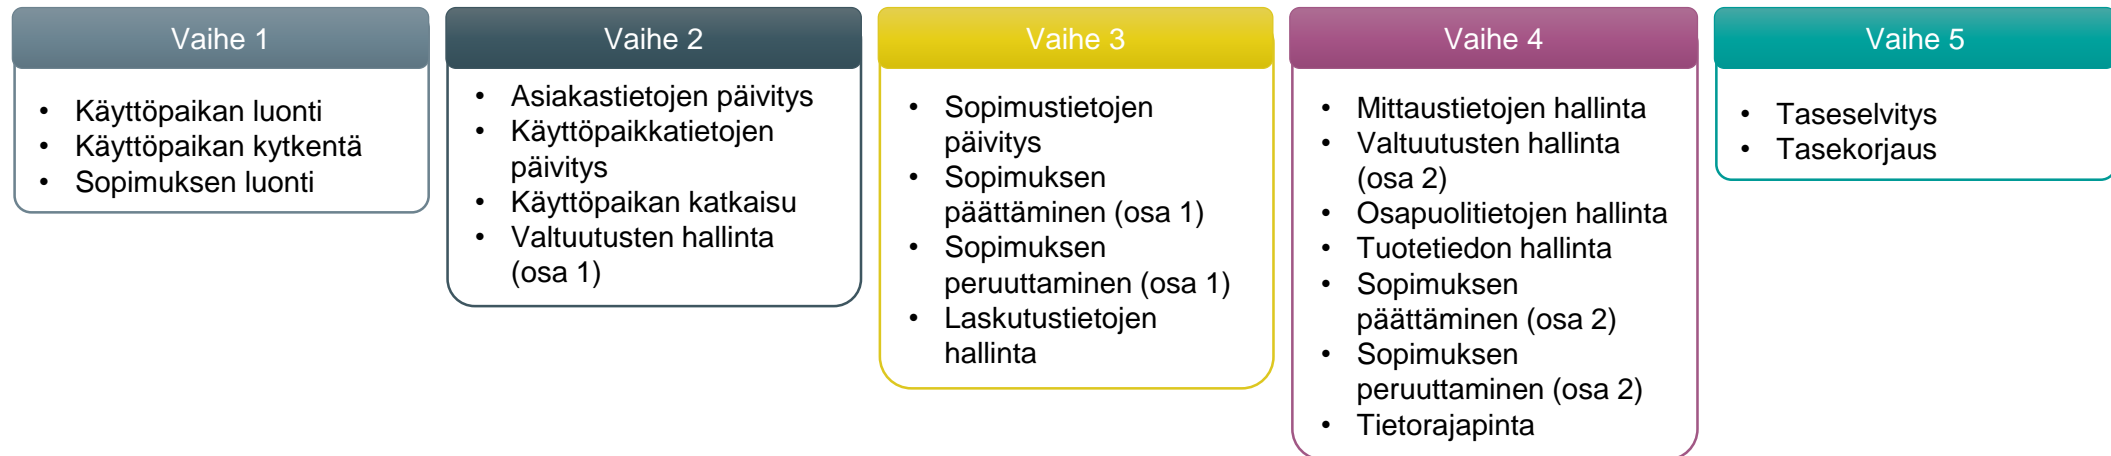 Vaihe 1
• Käyttöpaikan luonti
• Käyttöpaikan kytkentä
• Sopimuksen luonti
Vaihe 2
• Asiakastietojen päivitys
• Käyttöpaikkatietojen
päivitys
• Käyttöpaikan katkaisu
• Valtuutusten hallinta
(osa 1)
Vaihe 3
• Sopimustietojen
päivitys
• Sopimuksen
päättäminen (osa 1)
• Sopimuksen
peruuttaminen (osa 1)
• Laskutustietojen
hallinta
Vaihe 4
• Mittaustietojen hallinta
• Valtuutusten hallinta
(osa 2)
• Osapuolitietojen hallinta
• Tuotetiedon hallinta
• Sopimuksen
päättäminen (osa 2)
• Sopimuksen
peruuttaminen (osa 2)
• Tietorajapinta
Vaihe 5
• Taseselvitys
• Tasekorjaus